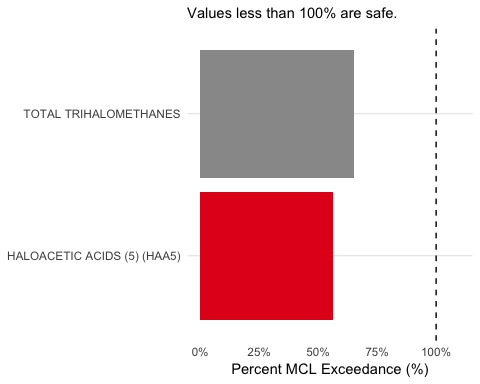 Values less than 100% are safe.
TOTAL TRIHALOMETHANES
HALOACETIC ACIDS (5) (HAA5)
0% 25% 50% 75% 100%
Percent MCL Exceedance (%)